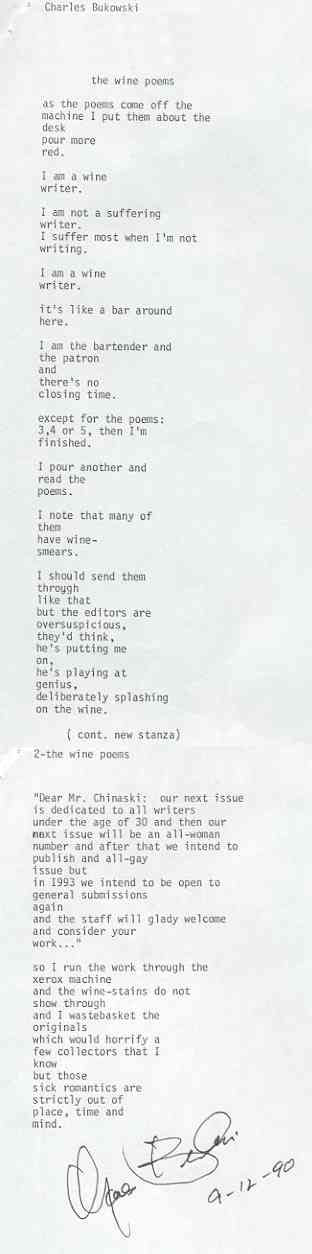 Charles Bukowski
the wine poems
as the poems come off the
machine I put them about the
desk
pour more
red.
I am a wine
writer.
I am not a suffering
writer.
I suffer most when I'm not
writing.
I am a wine
writer.
it's like a bar around
here.
I am the bartender and
the patron
and
there's no
closing time.
except for the poems:
3,4 or 5, then I'm
finished.
I pour another and
read the
poems.
I note that many of
them
have wine-
smears.
I should send them
through
like that
but the editors are
oversuspicious,
they'd think,
he's putting me
on,
he's playing at
genius,
deliberately splashing
on the wine.
( cont. new stanza)
2-the wine poems
"Dear Mr. Chinaski: our next issue
is dedicated to all writers
under the age of 30 and then our
next issue will be an all-woman
number and after that we intend to
publish and all-gay
issue but
in 1993 we intend to be open to
general submissions
again
and the staff will glady welcome
and consider your
work..."
so I run the work through the
xerox machine
and the wine-stains do not
show through
and I wastebasket the
originals
which would horrify a
few collectors that I
know
but those
sick romantics are
strictly out of
place, time and
mind.
9-12-90